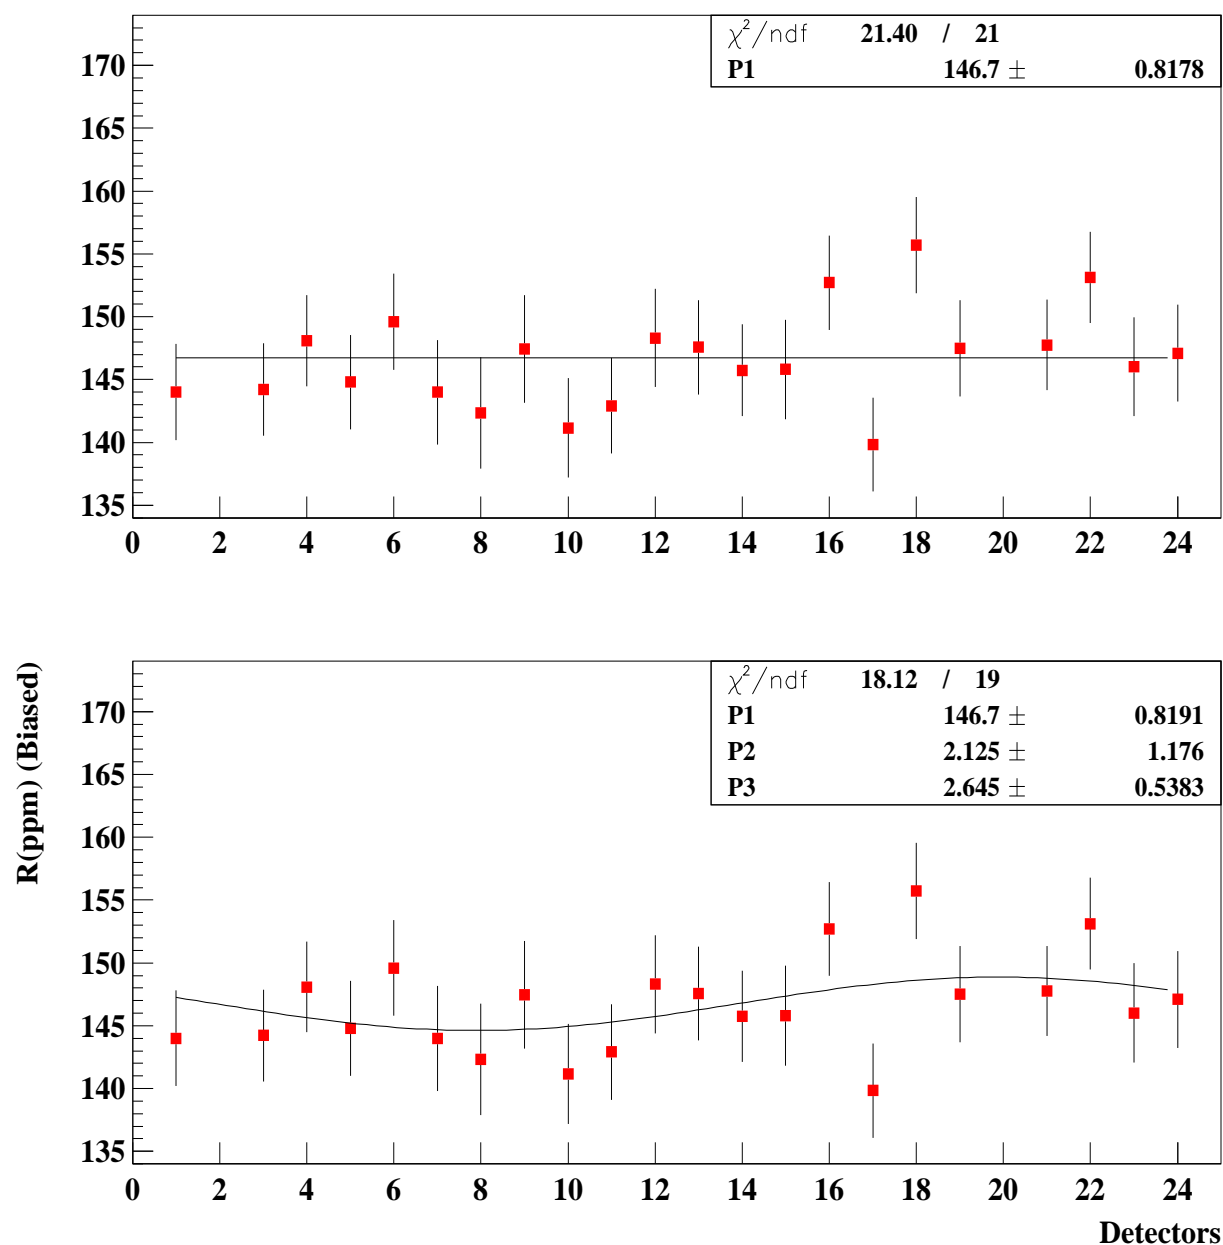 χ²/ndf 21.40 / 21
P1 146.7 ± 0.8178
170
165
160
155
150
145
140
135
0 2 4 6 8 10 12 14 16 18 20 22 24
R(ppm) (Biased)
χ²/ndf 18.12 / 19
P1 146.7 ± 0.8191
P2 2.125 ± 1.176
P3 2.645 ± 0.5383
170
165
160
155
150
145
140
135
0 2 4 6 8 10 12 14 16 18 20 22 24
Detectors